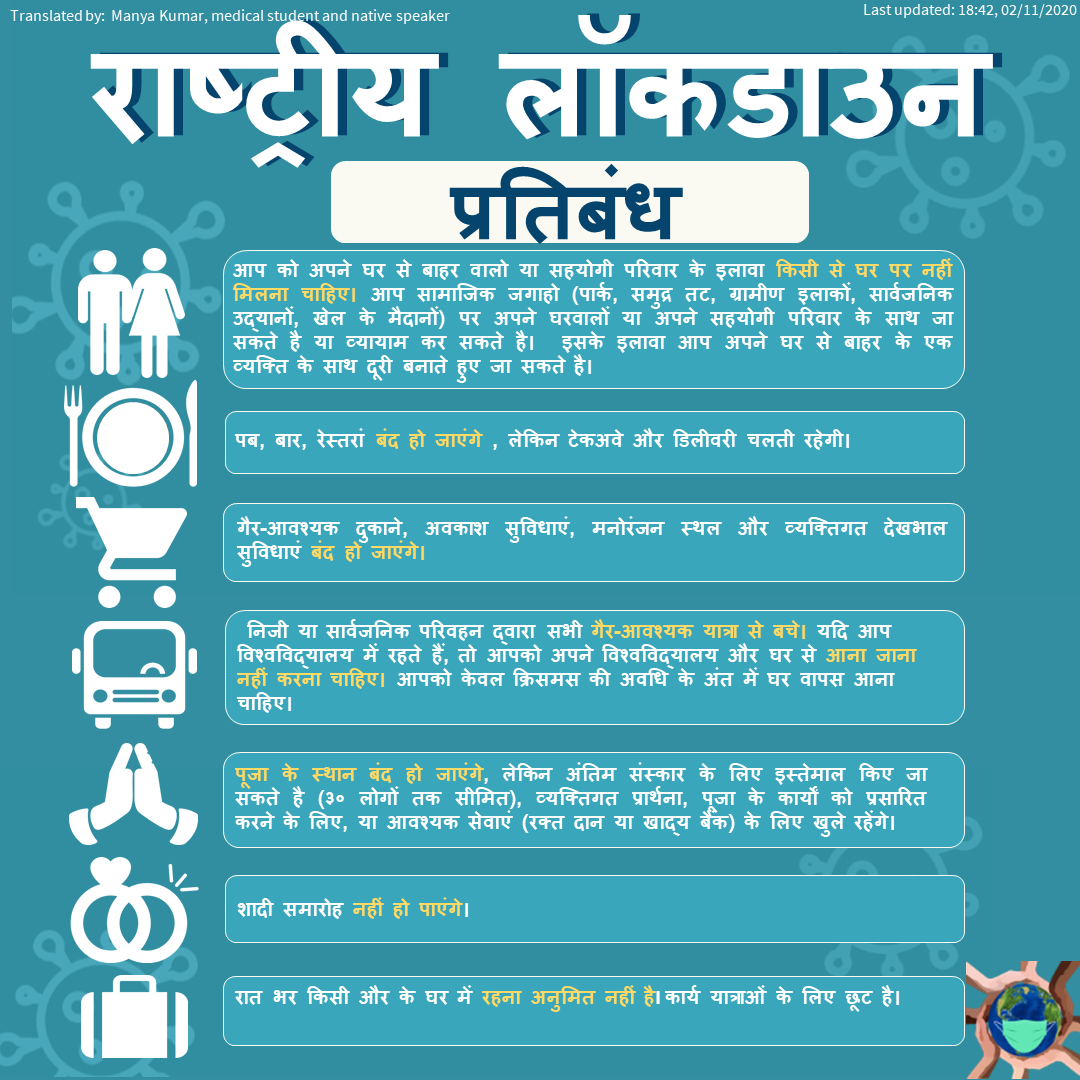 Translated by: Manya Kumar, medical student and native speaker
Last updated: 18:42, 02/11/2020
राष्ट्रीय लॉकडाउन
प्रतिबंध
आप को अपने घर से बाहर वालो या सहयोगी परिवार के इलावा किसी से घर पर नहीं
मिलना चाहिए। आप सामाजिक जगाहो (पार्क, समुद्र तट, ग्रामीण इलाकों, सार्वजनिक
उद्यानों, खेल के मैदानों) पर अपने घरवालों या अपने सहयोगी परिवार के साथ जा
सकते है या व्यायाम कर सकते है। इसके इलावा आप अपने घर से बाहर के एक
व्यक्ति के साथ दूरी बनाते हुए जा सकते है।
पब, बार, रेस्तरां बंद हो जाएंगे , लेकिन टेकअवे और डिलीवरी चलती रहेगी।
गैर-आवश्यक दुकाने, अवकाश सुविधाएं, मनोरंजन स्थल और व्यक्तिगत देखभाल
सुविधाएं बंद हो जाएंगे।
निजी या सार्वजनिक परिवहन द्वारा सभी गैर-आवश्यक यात्रा से बचे। यदि आप
विश्वविद्यालय में रहते हैं, तो आपको अपने विश्वविद्यालय और घर से आना जाना
नहीं करना चाहिए। आपको केवल क्रिसमस की अवधि के अंत में घर वापस आना
चाहिए।
पूजा के स्थान बंद हो जाएंगे, लेकिन अंतिम संस्कार के लिए इस्तेमाल किए जा
सकते है (३० लोगों तक सीमित), व्यक्तिगत प्रार्थना, पूजा के कार्यों को प्रसारित
करने के लिए, या आवश्यक सेवाएं (रक्त दान या खाद्य बैंक) के लिए खुले रहेंगे।
शादी समारोह नहीं हो पाएंगे।
रात भर किसी और के घर में रहना अनुमित नहीं है। कार्य यात्राओं के लिए छूट है।